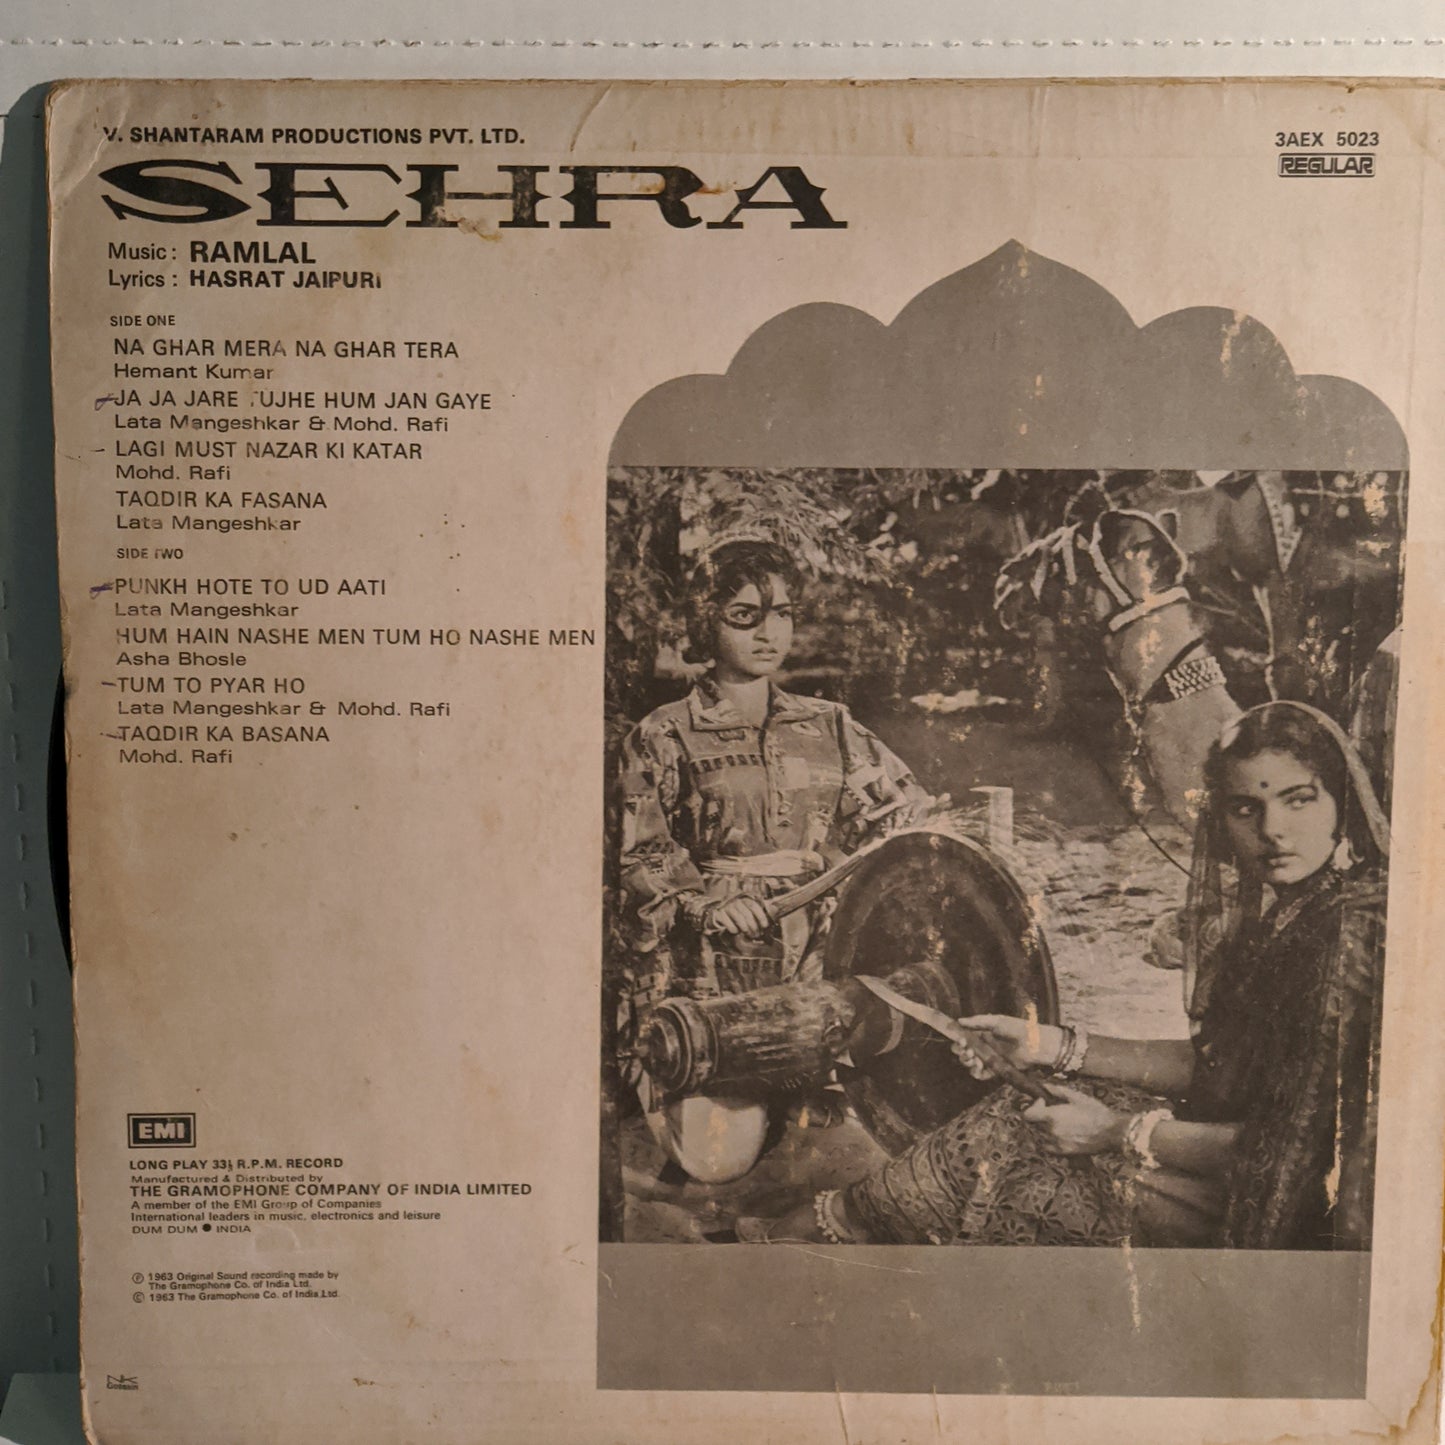 V. SHANTARAM PRODUCTIONS PVT. LTD.
3AEX 5023
REGULAR
SEHRA
Music: RAMLAL
Lyrics: HASRAT JAIPURI
SIDE ONE
NA GHAR MERA NA GHAR TERA
Hemant Kumar
JA JA JARE TUJHE HUM JAN GAYE
Lata Mangeshkar & Mohd. Rafi
LAGI MUST NAZAR KI KATAR
Mohd. Rafi
TAQDIR KA FASANA
Lata Mangeshkar
SIDE TWO
PUNKH HOTE TO UD AATI
Lata Mangeshkar
HUM HAIN NASHE MEN TUM HO NASHE MEN
Asha Bhosle
TUM TO PYAR HO
Lata Mangeshkar & Mohd. Rafi
TAQDIR KA BASANA
Mohd. Rafi
EMI
LONG PLAY 33⅓ R.P.M. RECORD
Manufactured & Distributed by
THE GRAMOPHONE COMPANY OF INDIA LIMITED
A member of the EMI Group of Companies
International leaders in music, electronics and leisure
DUM DUM ● INDIA
℗ 1963 Original Sound recording made by
The Gramophone Co. of India Ltd.
© 1963 The Gramophone Co. of India Ltd.
NK
Gossain